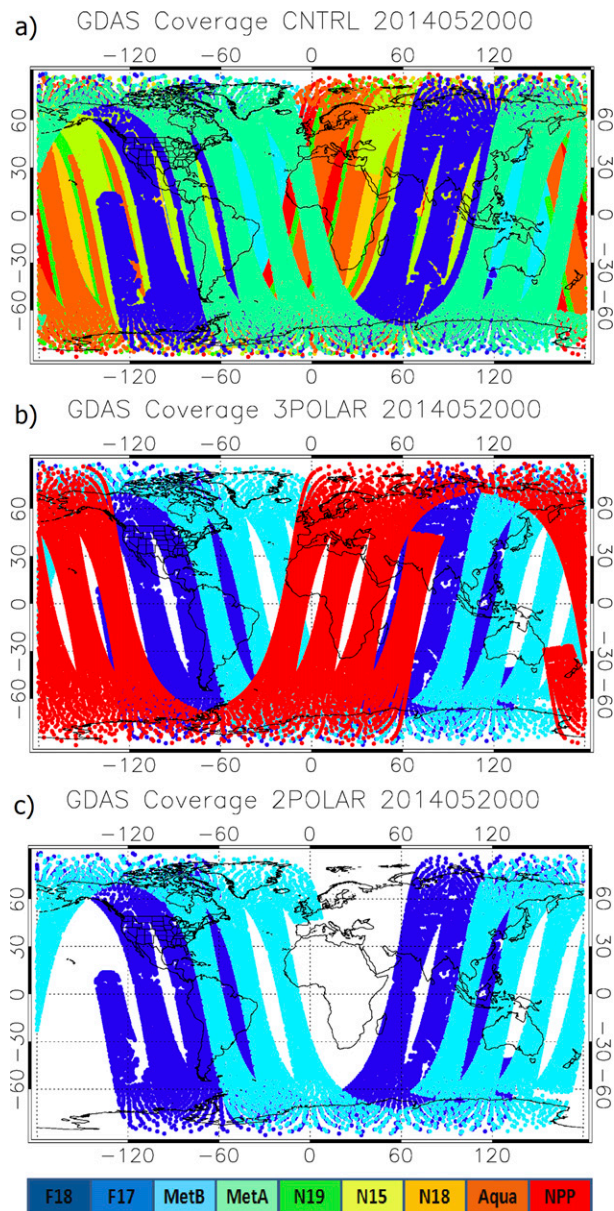 a)
GDAS Coverage CNTRL 2014052000
−120 −60 0 60 120
60 60
30 30
0 0
−30 −30
−60 −60
−120 −60 0 60 120
b)
GDAS Coverage 3POLAR 2014052000
−120 −60 0 60 120
60 60
30 30
0 0
−30 −30
−60 −60
−120 −60 0 60 120
c)
GDAS Coverage 2POLAR 2014052000
−120 −60 0 60 120
60 60
30 30
0 0
−30 −30
−60 −60
−120 −60 0 60 120
F18 F17 MetB MetA N19 N15 N18 Aqua NPP